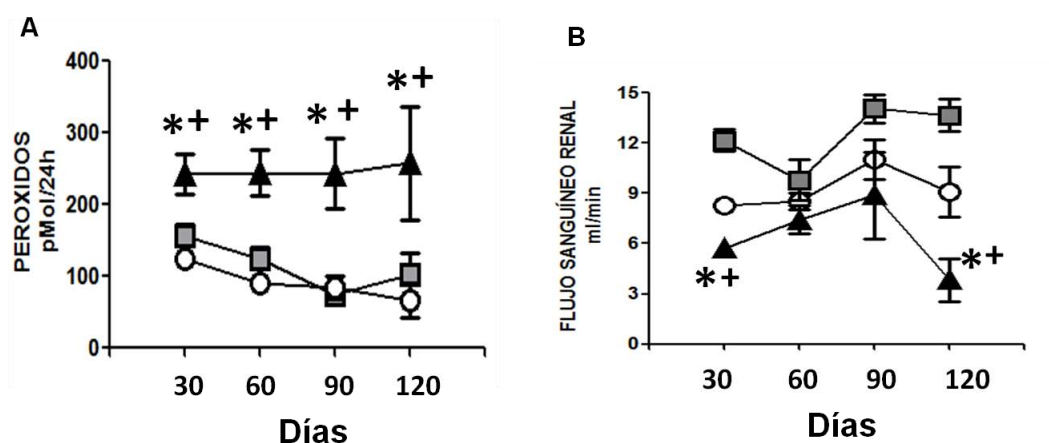 A
PEROXIDOS
pMol/24h
400
300
200
100
0
*+
*+
*+
*+
30 60 90 120
Días
B
FLUJO SANGUÍNEO RENAL
ml/min
15
12
9
6
3
0
*+
*+
30 60 90 120
Días